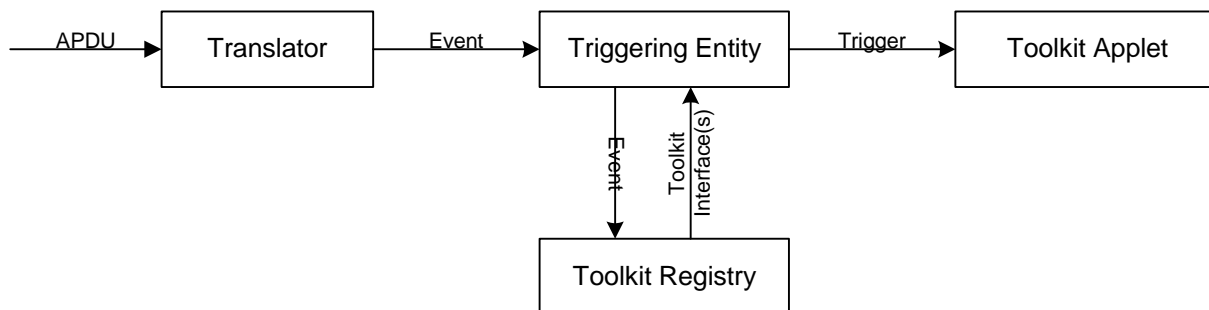 APDU
Translator
Event
Triggering Entity
Trigger
Toolkit Applet
Event
Toolkit
Interface(s)
Toolkit Registry